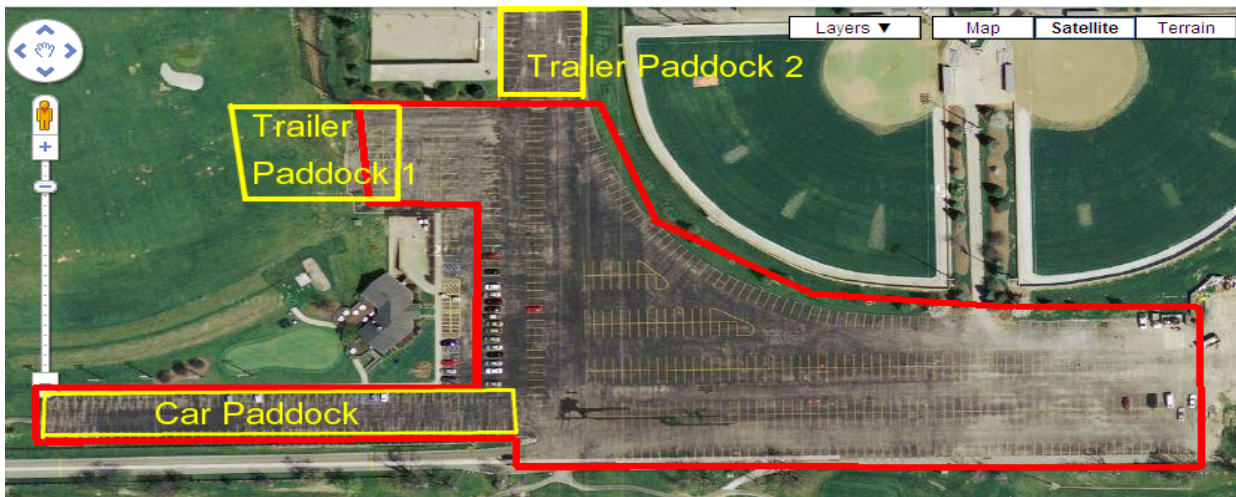 Layers ▼
Map
Satellite
Terrain
Trailer Paddock 2
Trailer
Paddock 1
Car Paddock